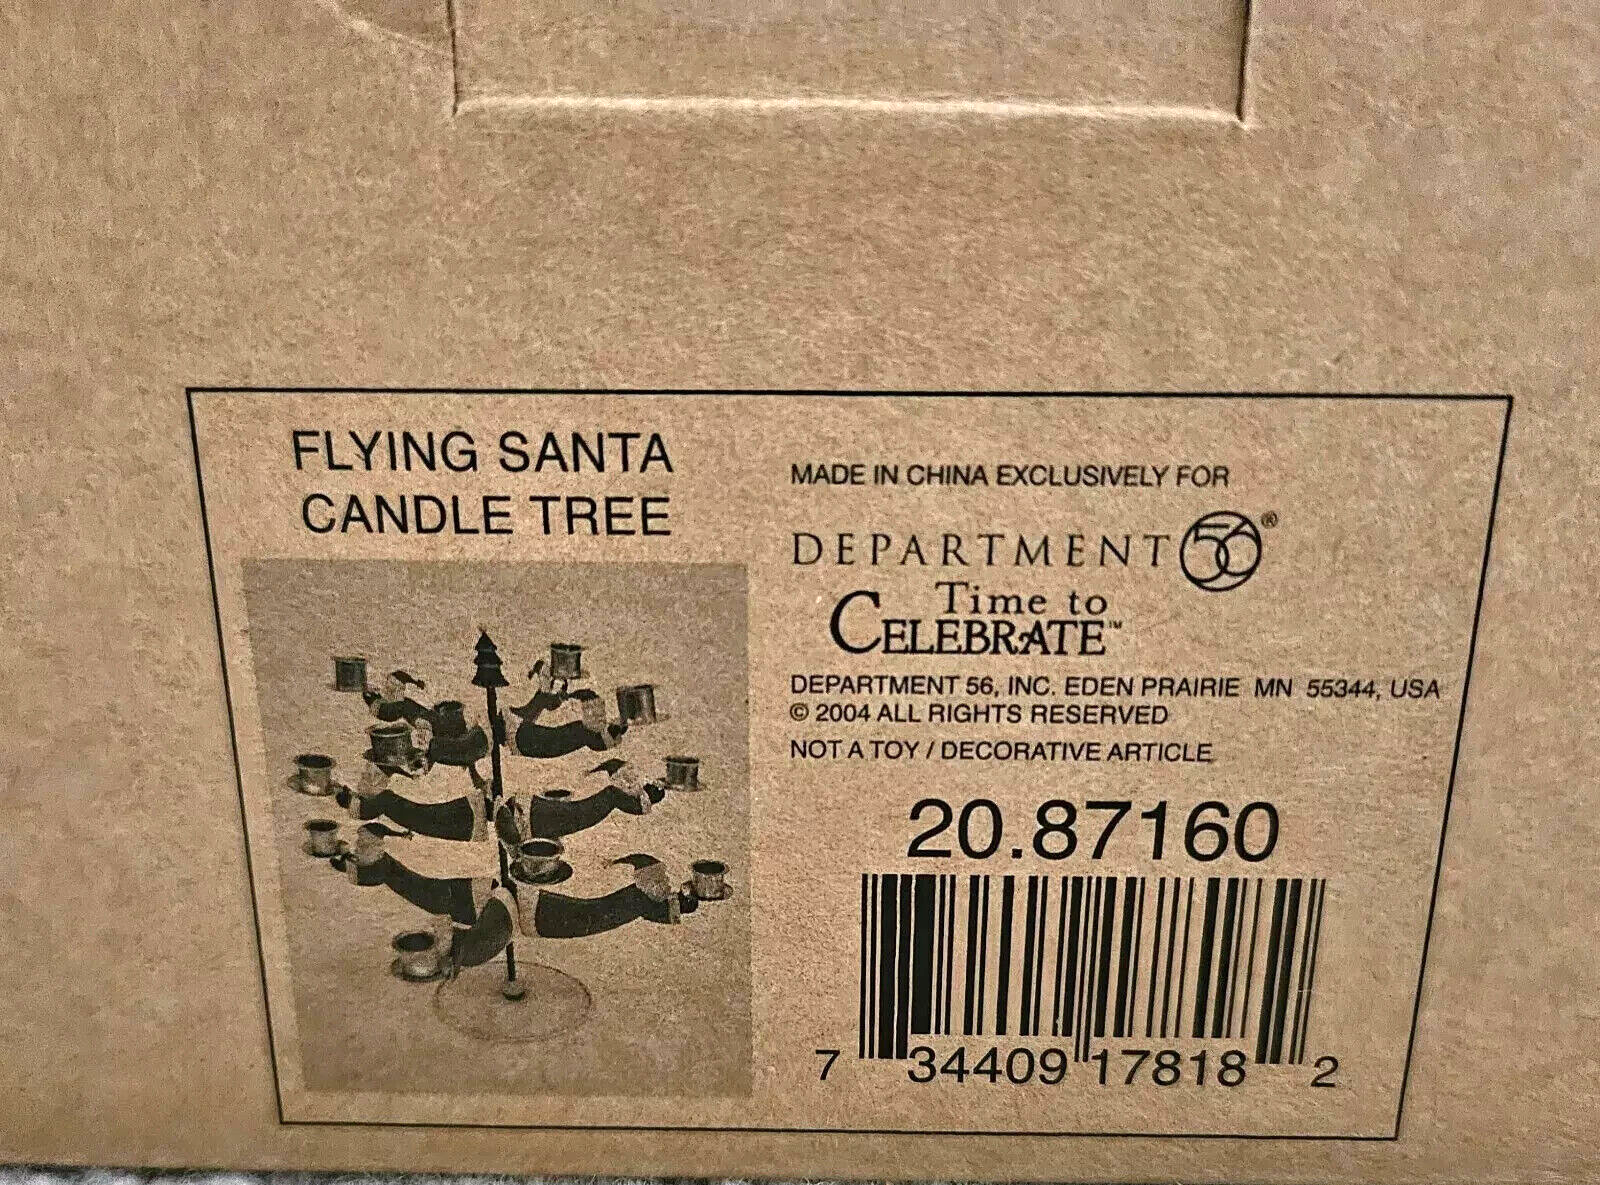 FLYING SANTA
CANDLE TREE
MADE IN CHINA EXCLUSIVELY FOR
DEPARTMENT 56®
Time to
CELEBRATE™
DEPARTMENT 56, INC. EDEN PRAIRIE MN 55344, USA
© 2004 ALL RIGHTS RESERVED
NOT A TOY / DECORATIVE ARTICLE
20.87160
7 34409 17818 2